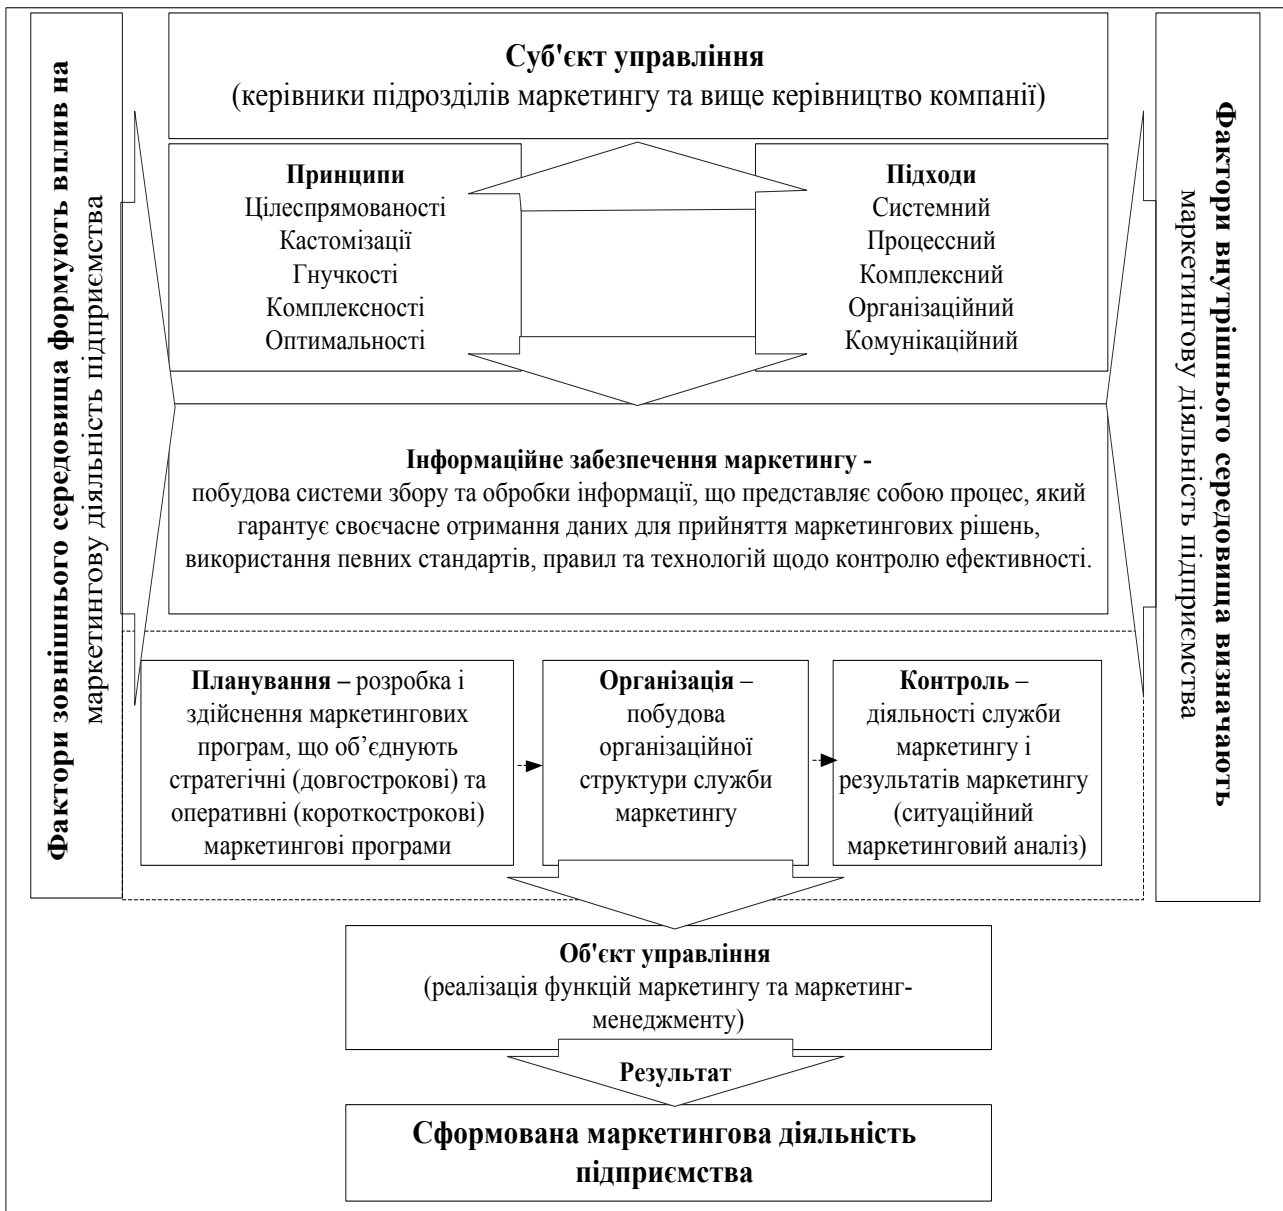 Фактори зовнішнього середовища формують вплив на
маркетингову діяльність підприємства
Суб'єкт управління
(керівники підрозділів маркетингу та вище керівництво компанії)
Принципи
Цілеспрямованості
Кастомізації
Гнучкості
Комплексності
Оптимальності
Підходи
Системний
Процессний
Комплексний
Організаційний
Комунікаційний
Інформаційне забезпечення маркетингу -
побудова системи збору та обробки інформації, що представляє собою процес, який
гарантує своєчасне отримання даних для прийняття маркетингових рішень,
використання певних стандартів, правил та технологій щодо контролю ефективності.
Планування – розробка і
здійснення маркетингових
програм, що об’єднують
стратегічні (довгострокові) та
оперативні (короткострокові)
маркетингові програми
Організація –
побудова
організаційної
структури служби
маркетингу
Контроль –
діяльності служби
маркетингу і
результатів маркетингу
(ситуаційний
маркетинговий аналіз)
Об'єкт управління
(реалізація функцій маркетингу та маркетинг-
менеджменту)
Результат
Сформована маркетингова діяльність
підприємства
Фактори внутрішнього середовища визначають
маркетингову діяльність підприємства